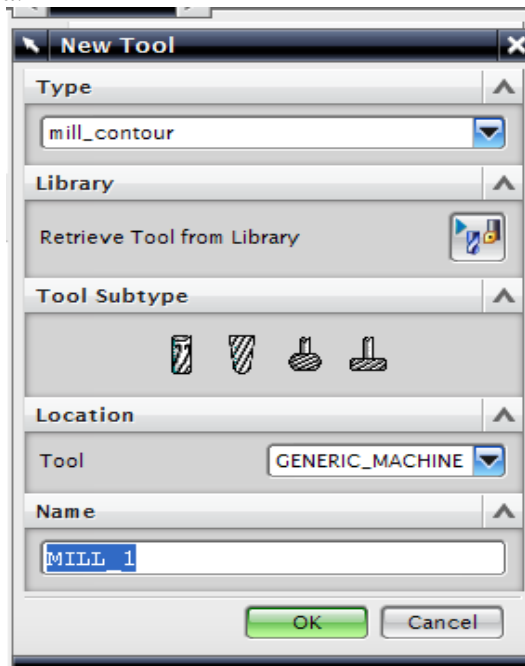 New Tool
Type
mill_contour
Library
Retrieve Tool from Library
Tool Subtype
Location
Tool GENERIC_MACHINE
Name
MILL_1
OK Cancel